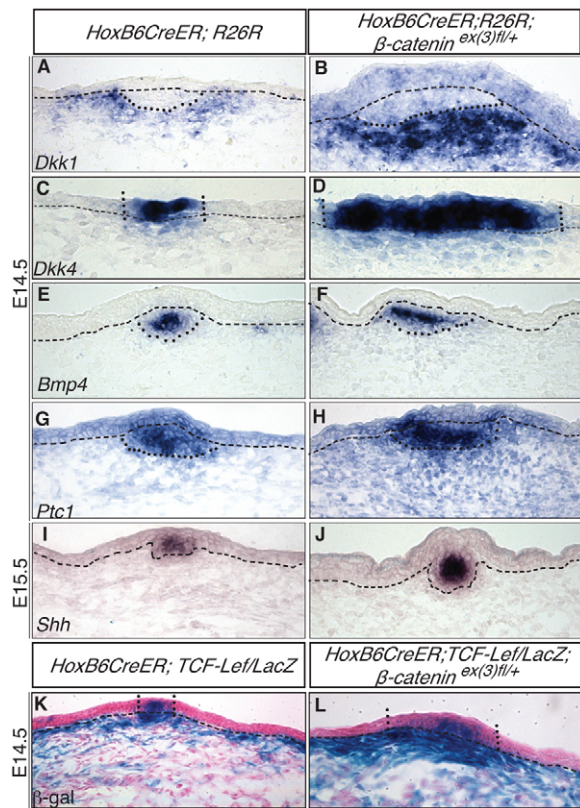 HoxB6CreER; R26R
HoxB6CreER;R26R;
β-catenin ex(3)fl/+
A
B
Dkk1
C
D
Dkk4
E14.5
E
F
Bmp4
G
H
Ptc1
I
J
E15.5
Shh
HoxB6CreER; TCF-Lef/LacZ
HoxB6CreER;TCF-Lef/LacZ;
β-catenin ex(3)fl/+
K
L
E14.5
β-gal